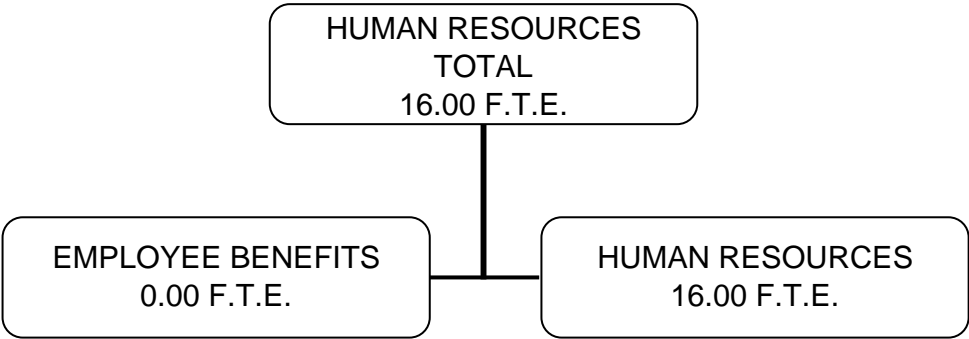 HUMAN RESOURCES
TOTAL
16.00 F.T.E.
EMPLOYEE BENEFITS
0.00 F.T.E.
HUMAN RESOURCES
16.00 F.T.E.